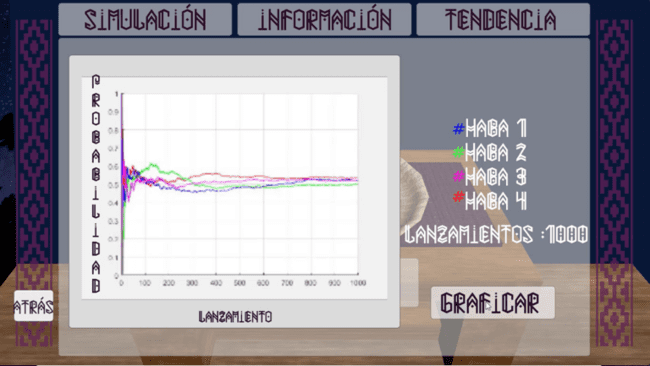 SIMULACIÓN
INFORMACIÓN
TENDENCIA
PROBABILIDAD
1
0.9
0.8
0.7
0.6
0.5
0.4
0.3
0.2
0.1
0
0 100 200 300 400 500 600 700 800 900 1000
LANZAMIENTO
#HABA 1
#HABA 2
#HABA 3
#HABA 4
LANZAMIENTOS :1000
GRAFICAR
ATRÁS